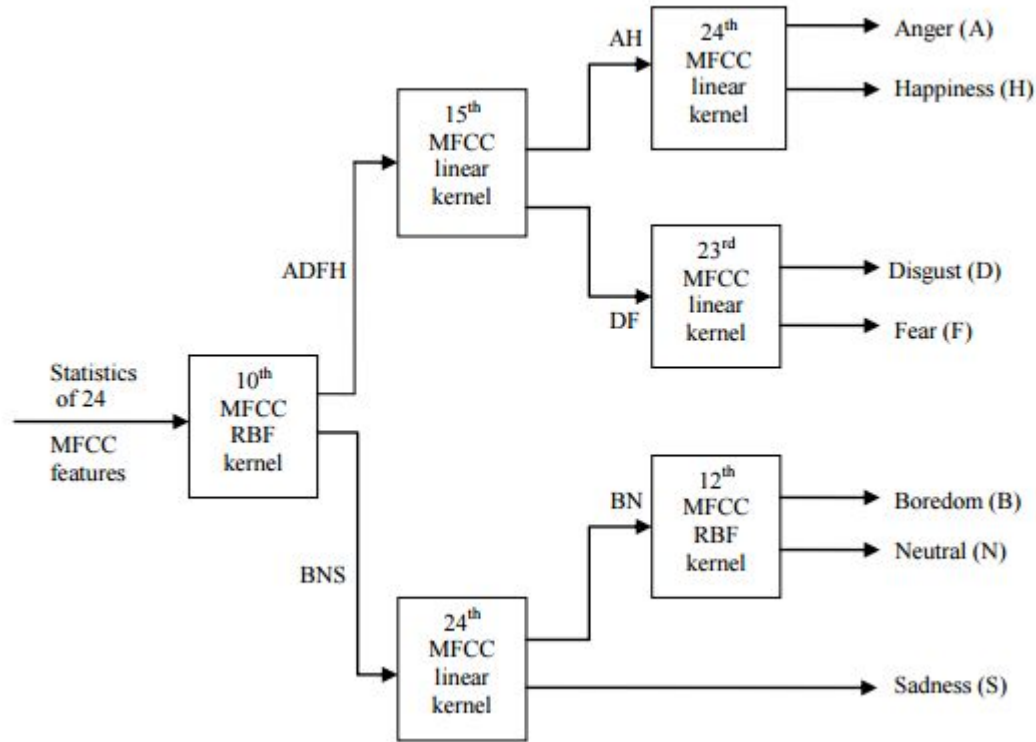 Statistics
of 24
MFCC
features
10th
MFCC
RBF
kernel
ADFH
BNS
15th
MFCC
linear
kernel
AH
DF
24th
MFCC
linear
kernel
Anger (A)
Happiness (H)
23rd
MFCC
linear
kernel
Disgust (D)
Fear (F)
24th
MFCC
linear
kernel
BN
12th
MFCC
RBF
kernel
Boredom (B)
Neutral (N)
Sadness (S)